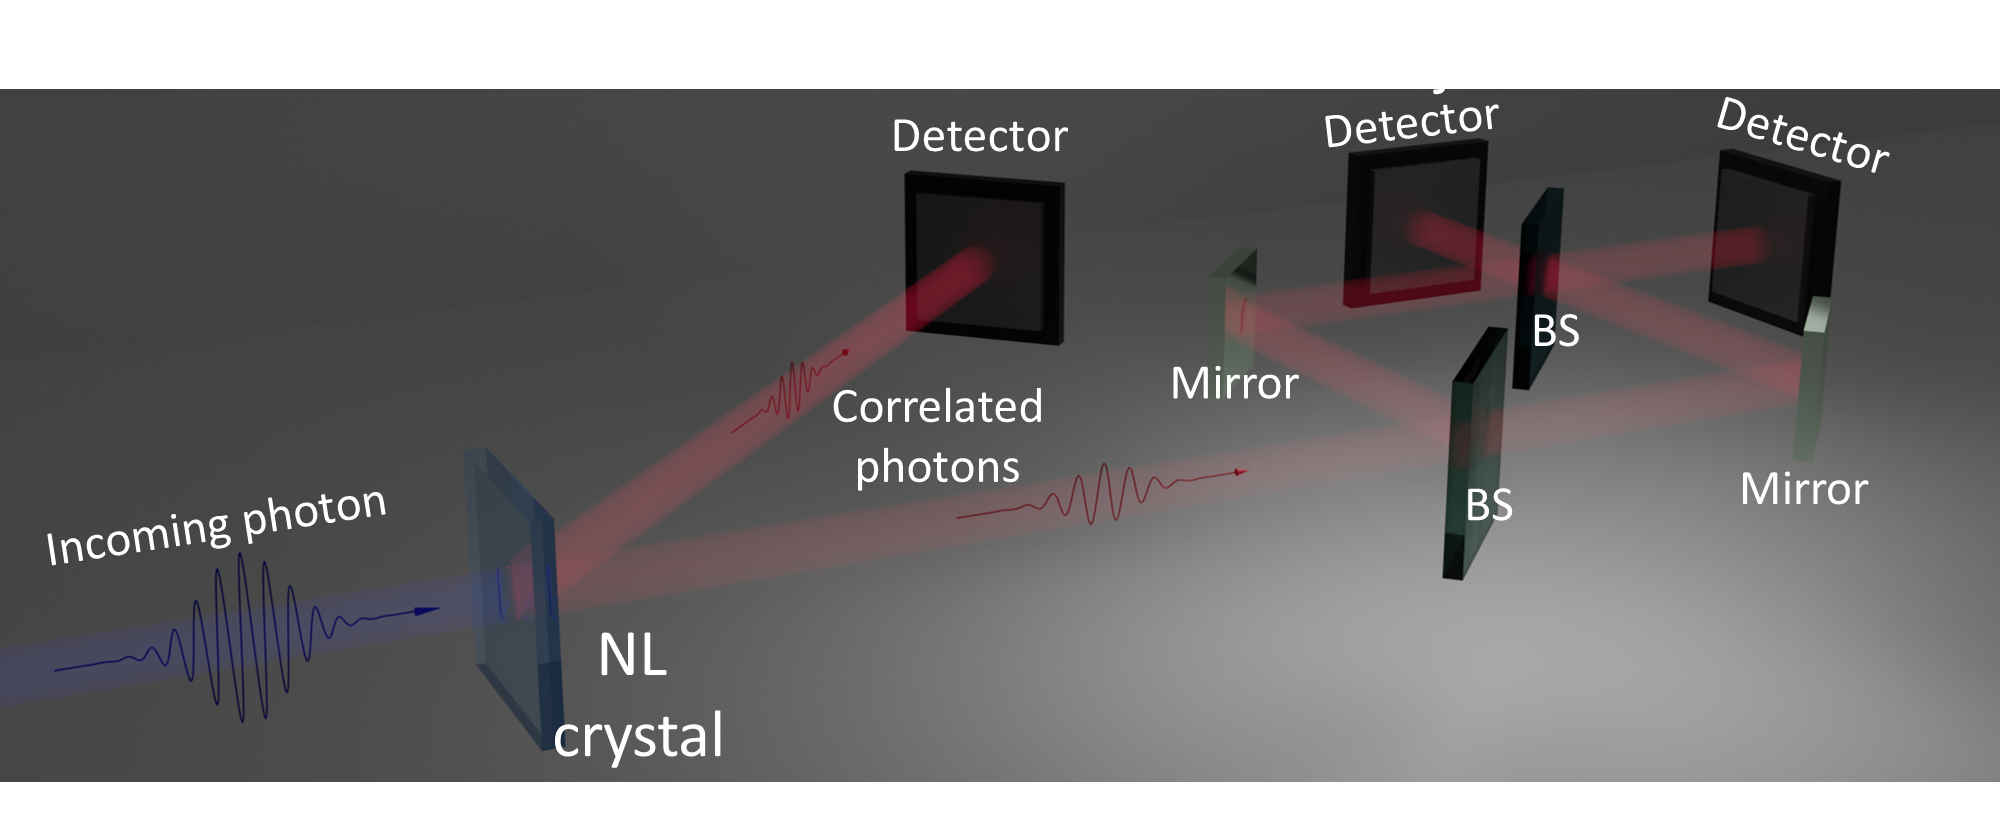 Detector
Detector
Detector
Mirror
BS
Correlated
photons
BS
Mirror
Incoming photon
NL
crystal